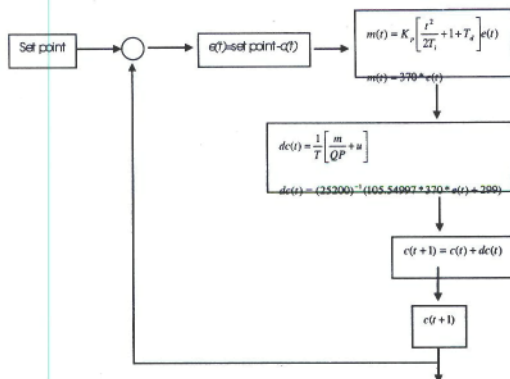 Set point
e(t)=set point-c(t)
m(t) = K_p [ t^2 / 2T_i + 1 + T_d ] e(t)
m(t) = 370 * e(t)
dc(t) = 1/T [ m/QP + u ]
dc(t) = (25200)^-1 (105.54997 * 370 * e(t) + 299)
c(t+1) = c(t) + dc(t)
c(t+1)